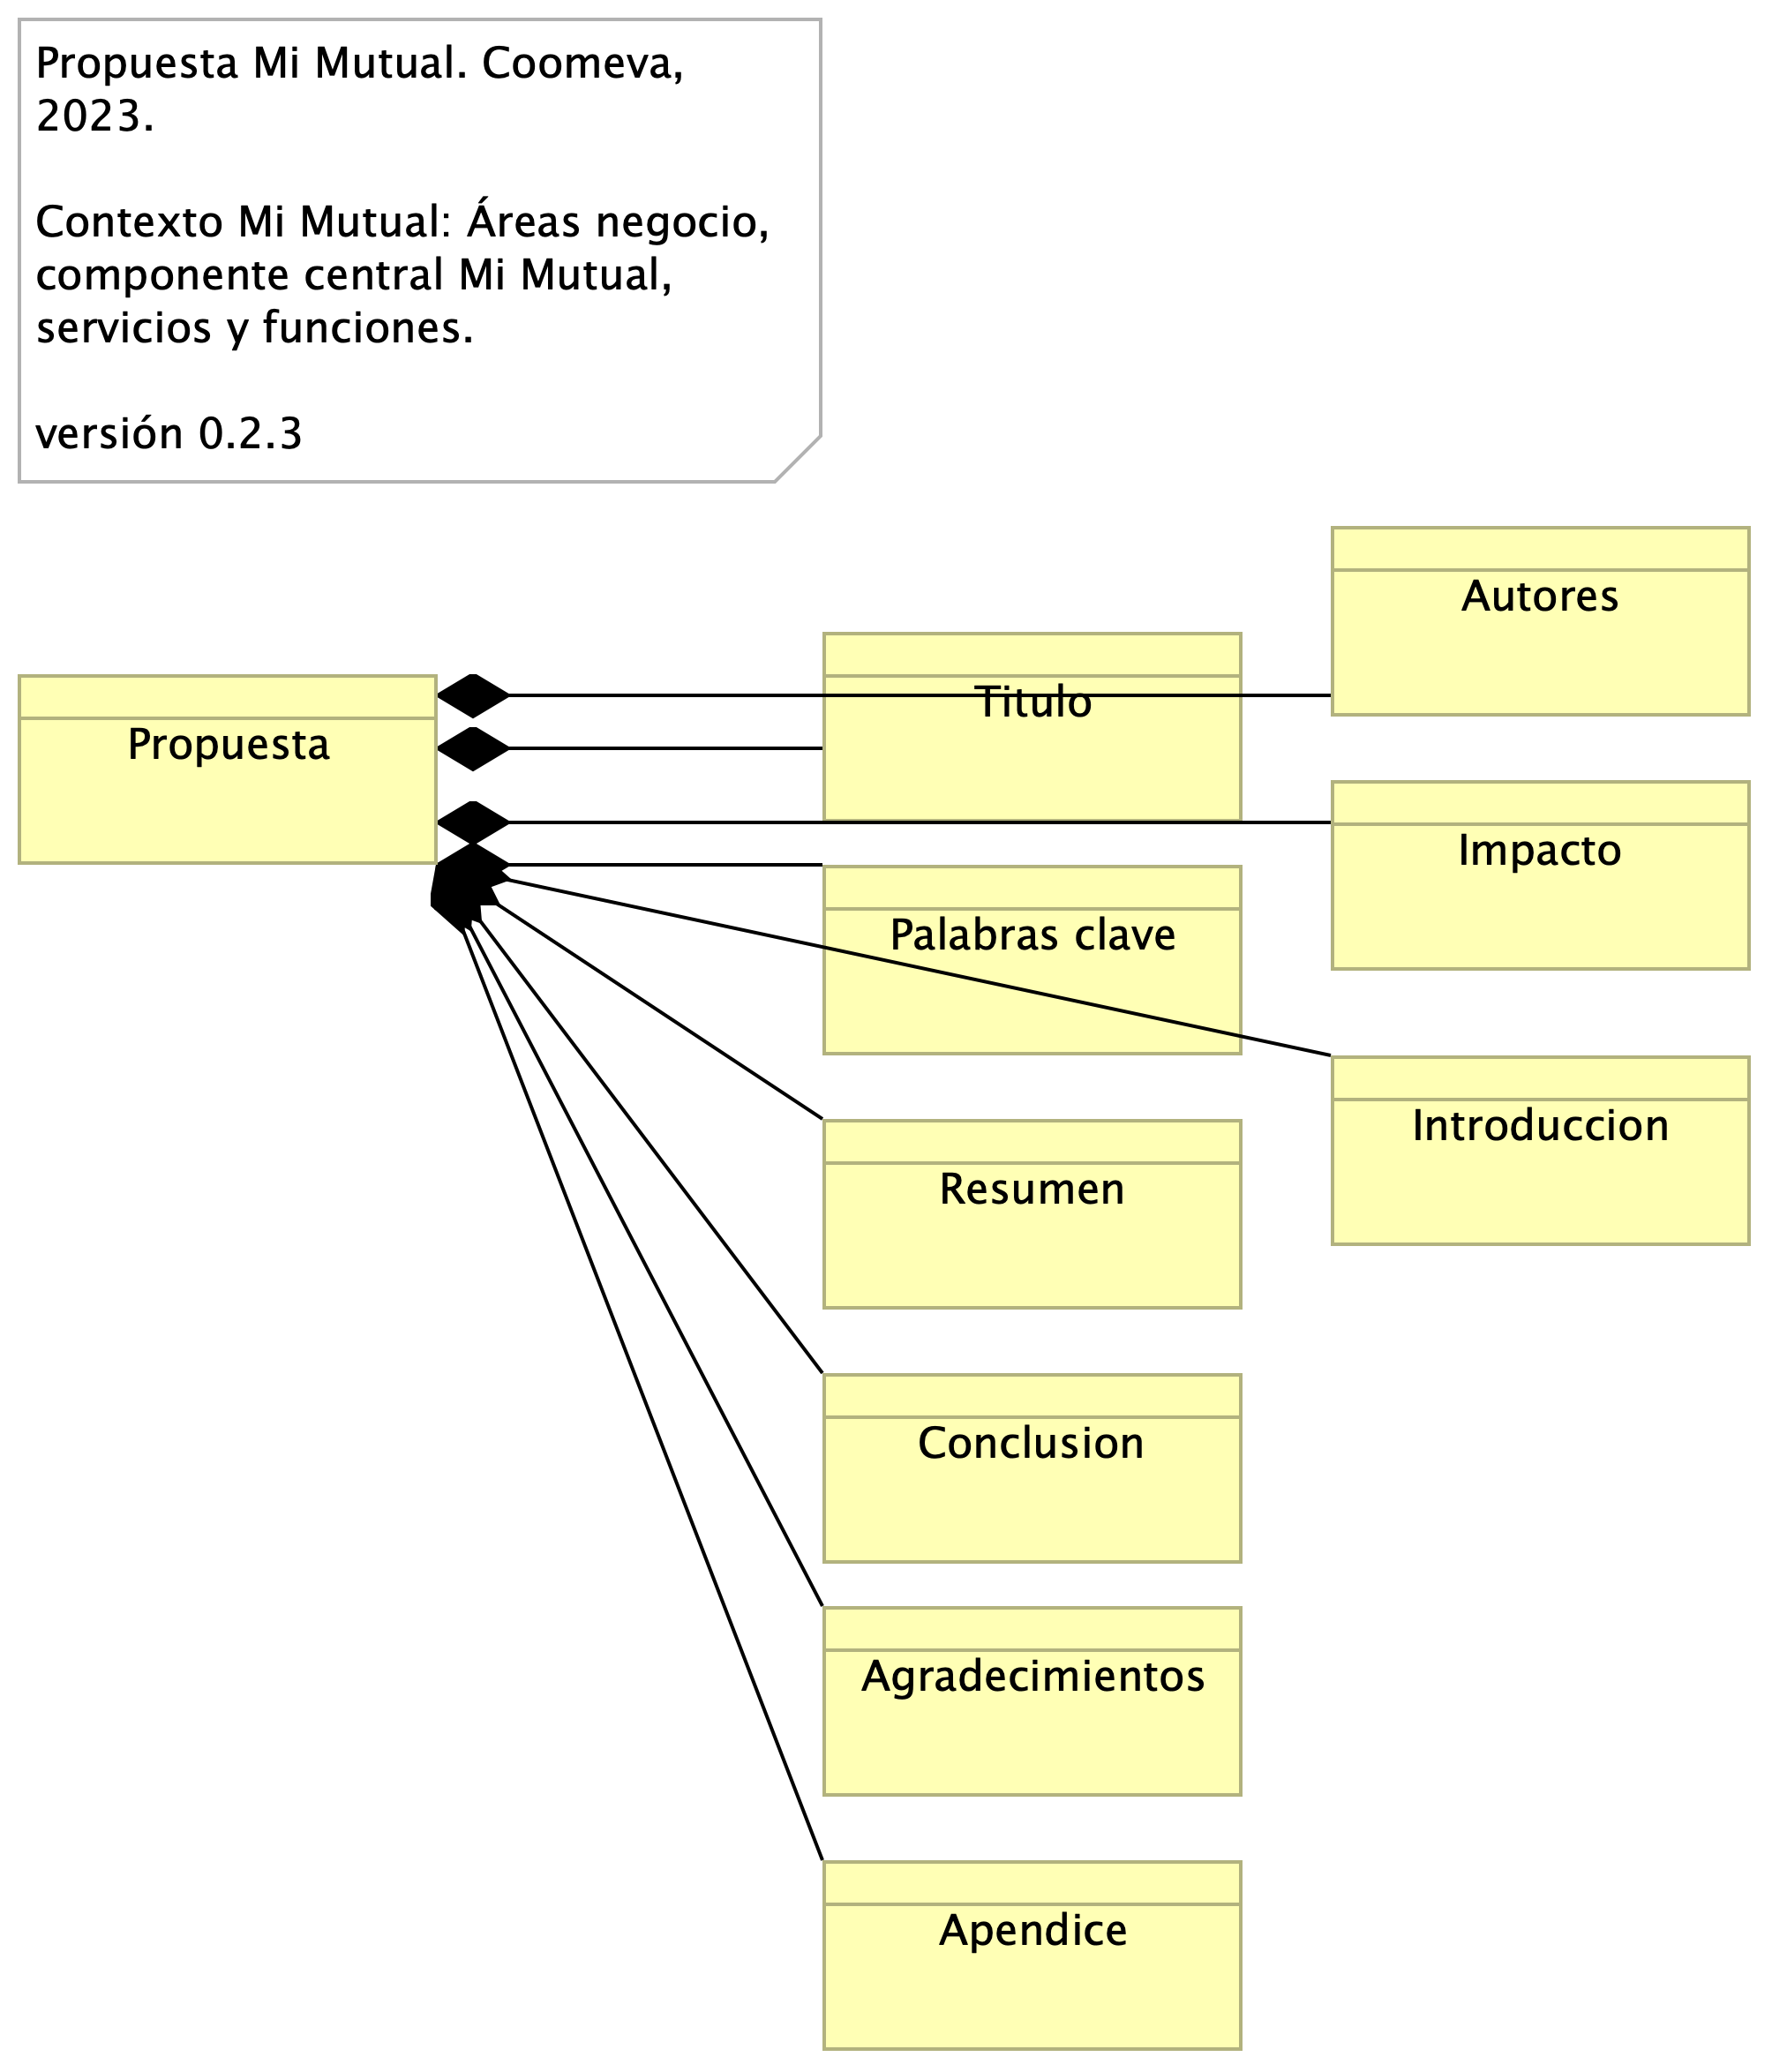 Propuesta Mi Mutual. Coomeva,
2023.
Contexto Mi Mutual: Áreas negocio,
componente central Mi Mutual,
servicios y funciones.
versión 0.2.3
Autores
Titulo
Propuesta
Impacto
Palabras clave
Introduccion
Resumen
Conclusion
Agradecimientos
Apendice